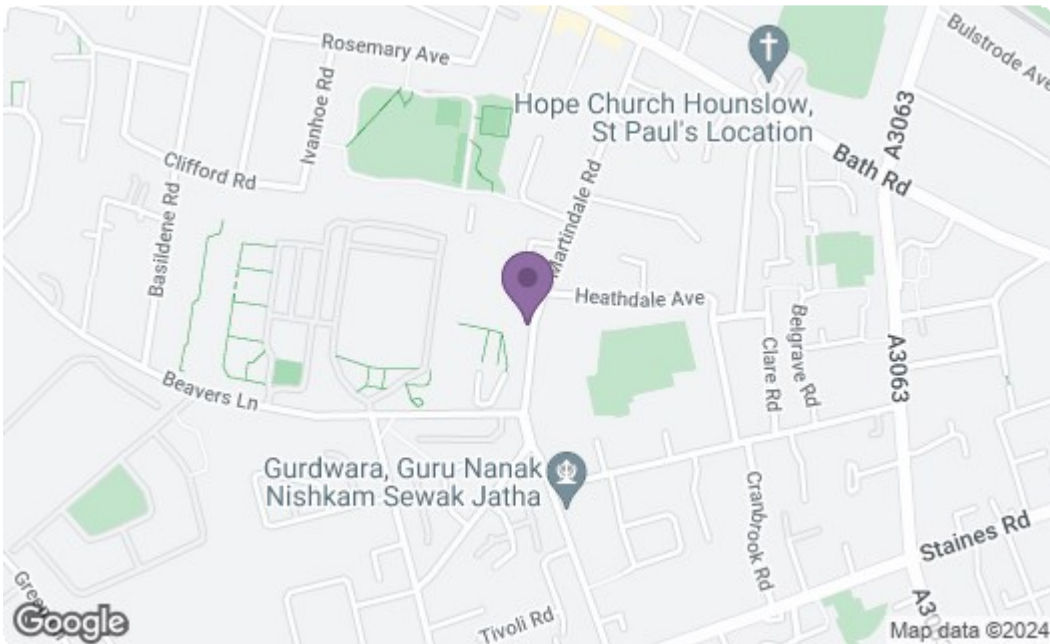 Rosemary Ave
Bulstrode Ave
Ivanhoe Rd
Hope Church Hounslow,
St Paul's Location
A3063
Bath Rd
Clifford Rd
Martindale Rd
Basildene Rd
Heathdale Ave
Belgrave Rd
Clare Rd
A3063
Beavers Ln
Gurdwara, Guru Nanak
Nishkam Sewak Jatha
Cranbrook Rd
Staines Rd
Tivoli Rd
Google
Map data ©2024